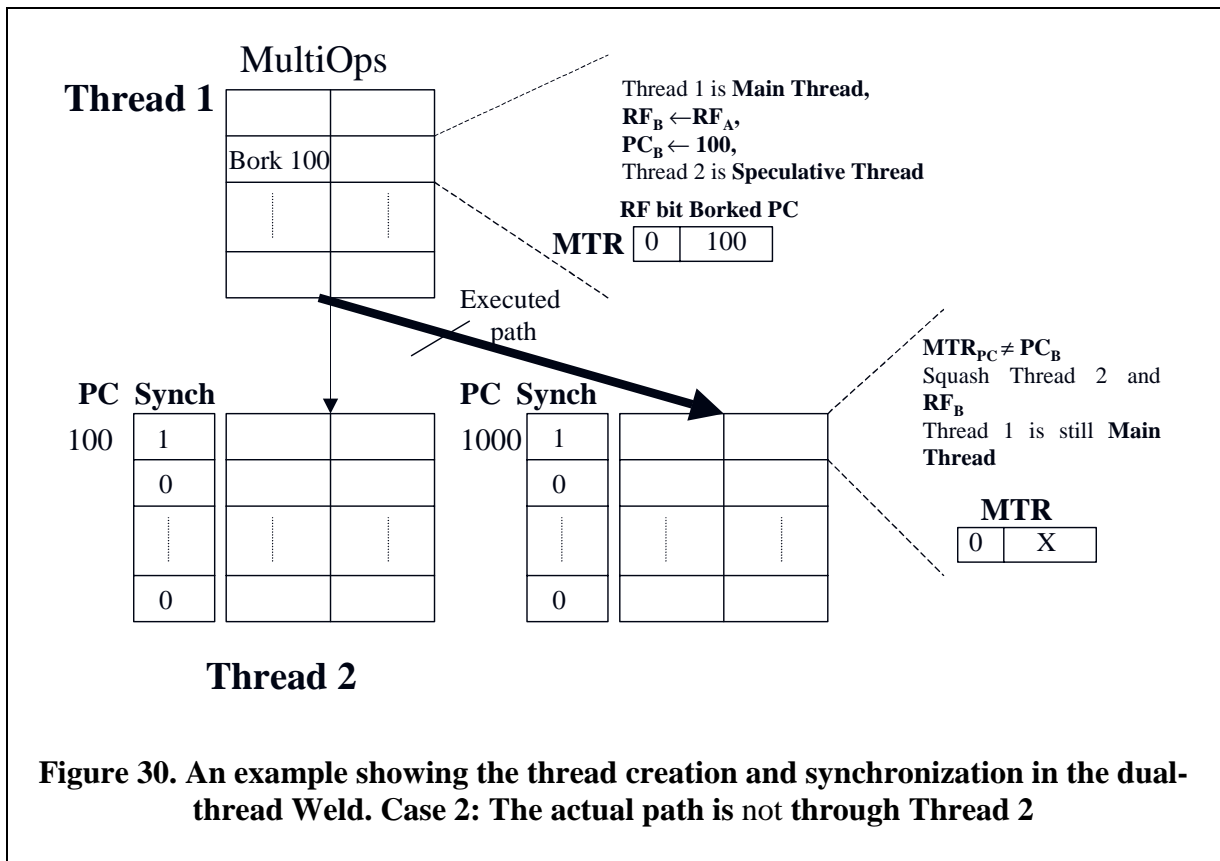 MultiOps
Thread 1
Bork 100
Thread 1 is Main Thread,
RF_B ←RF_A,
PC_B ← 100,
Thread 2 is Speculative Thread
RF bit Borked PC
MTR 0 100
Executed
path
MTR_PC ≠ PC_B
Squash Thread 2 and
RF_B
Thread 1 is still Main
Thread
MTR
0 X
PC Synch
100 1
0
0
PC Synch
1000 1
0
0
Thread 2
Figure 30. An example showing the thread creation and synchronization in the dual-
thread Weld. Case 2: The actual path is not through Thread 2